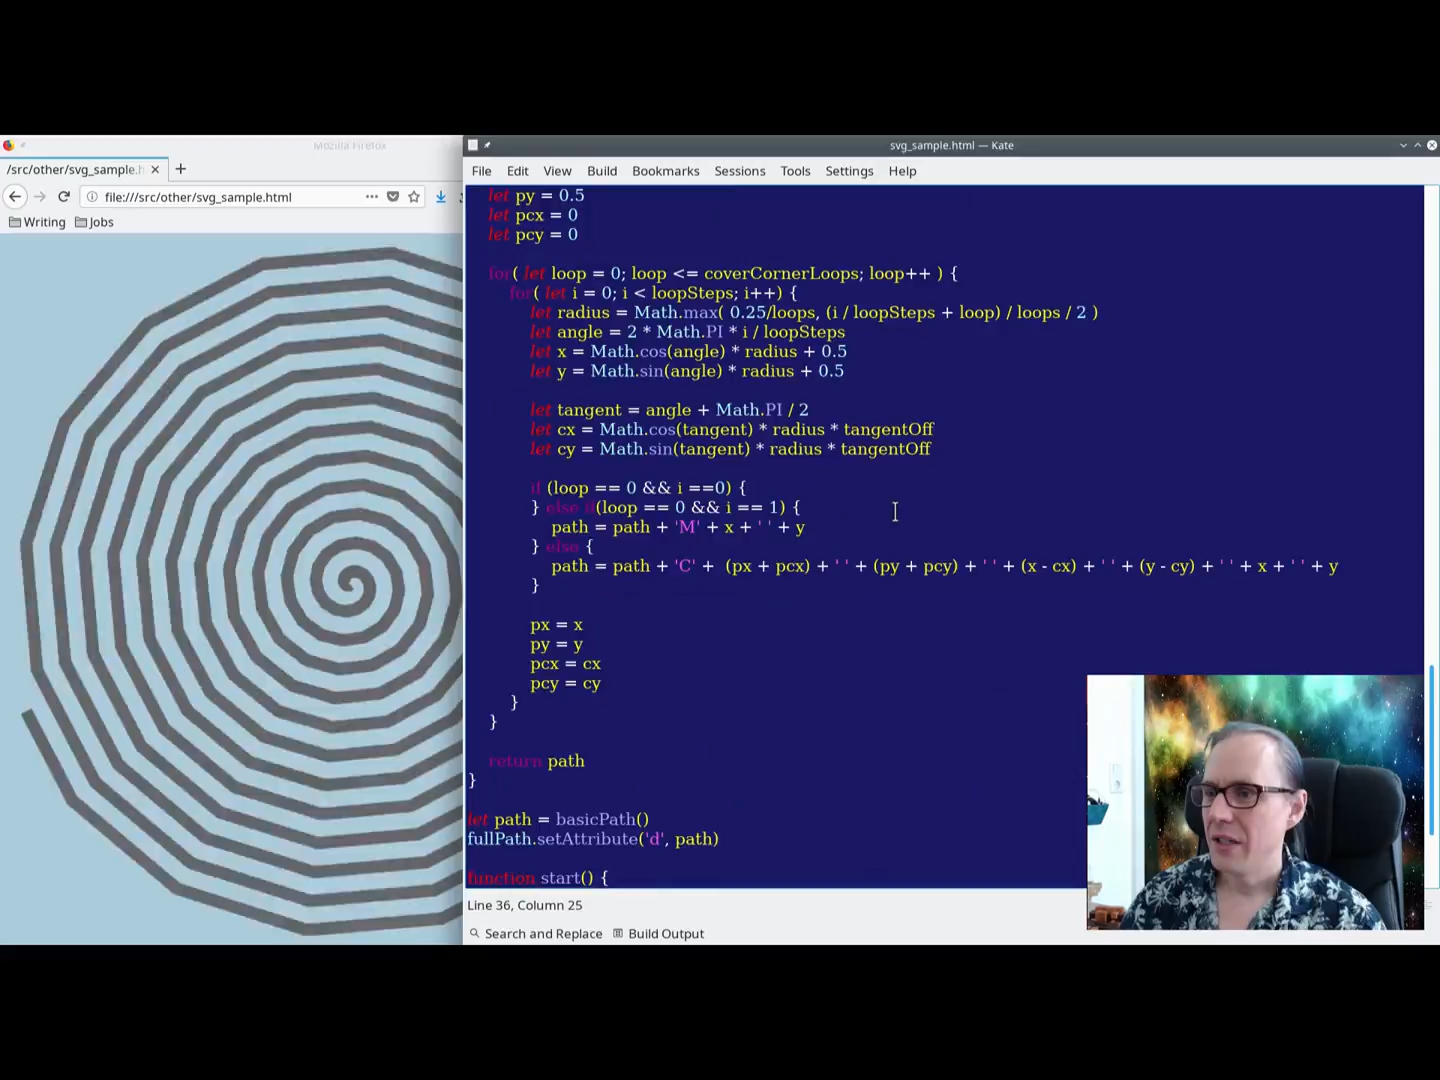 Mozilla Firefox
/src/other/svg_sample.h
file:///src/other/svg_sample.html
Writing Jobs
svg_sample.html — Kate
File Edit View Build Bookmarks Sessions Tools Settings Help
let py = 0.5
let pcx = 0
let pcy = 0
for( let loop = 0; loop <= coverCornerLoops; loop++ ) {
for( let i = 0; i < loopSteps; i++) {
let radius = Math.max( 0.25/loops, (i / loopSteps + loop) / loops / 2 )
let angle = 2 * Math.PI * i / loopSteps
let x = Math.cos(angle) * radius + 0.5
let y = Math.sin(angle) * radius + 0.5
let tangent = angle + Math.PI / 2
let cx = Math.cos(tangent) * radius * tangentOff
let cy = Math.sin(tangent) * radius * tangentOff
if (loop == 0 && i ==0) {
} else if(loop == 0 && i == 1) {
path = path + 'M' + x + ' ' + y
} else {
path = path + 'C' +  (px + pcx) + ' ' + (py + pcy) + ' ' + (x - cx) + ' ' + (y - cy) + ' ' + x + ' ' + y
}
px = x
py = y
pcx = cx
pcy = cy
}
}
return path
}
let path = basicPath()
fullPath.setAttribute('d', path)
function start() {
Line 36, Column 25
Search and Replace Build Output